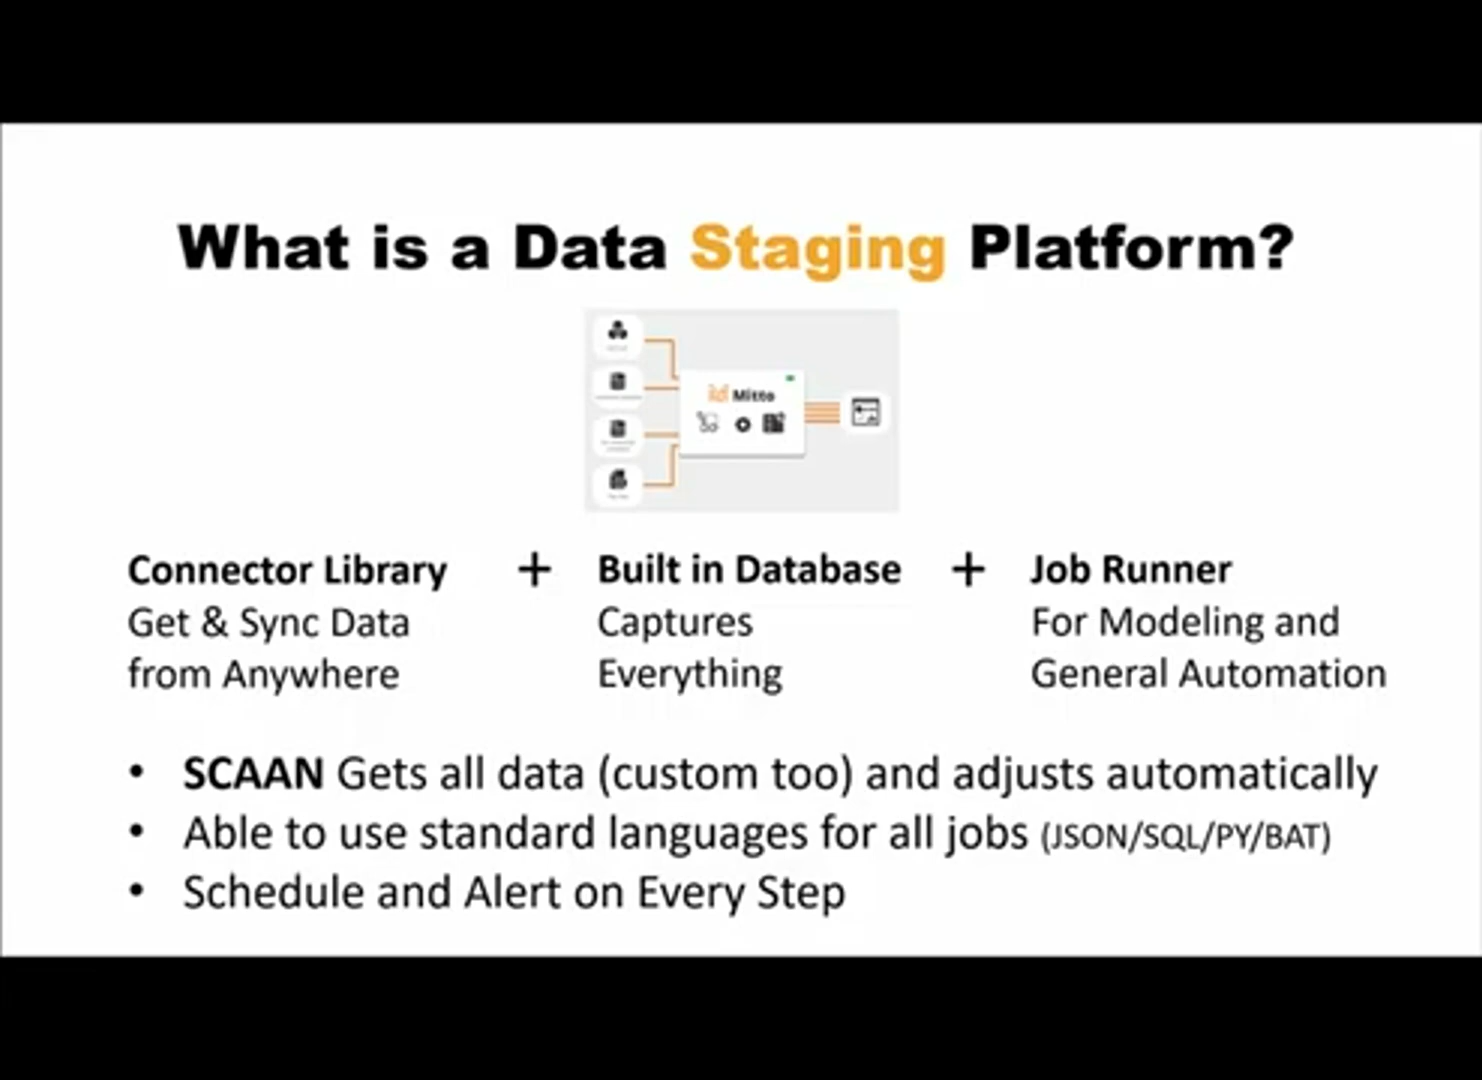 What is a Data Staging Platform?
Mitto
Connector Library + Built in Database + Job Runner
Get & Sync Data Captures For Modeling and
from Anywhere Everything General Automation
• SCAAN Gets all data (custom too) and adjusts automatically
• Able to use standard languages for all jobs (JSON/SQL/PY/BAT)
• Schedule and Alert on Every Step